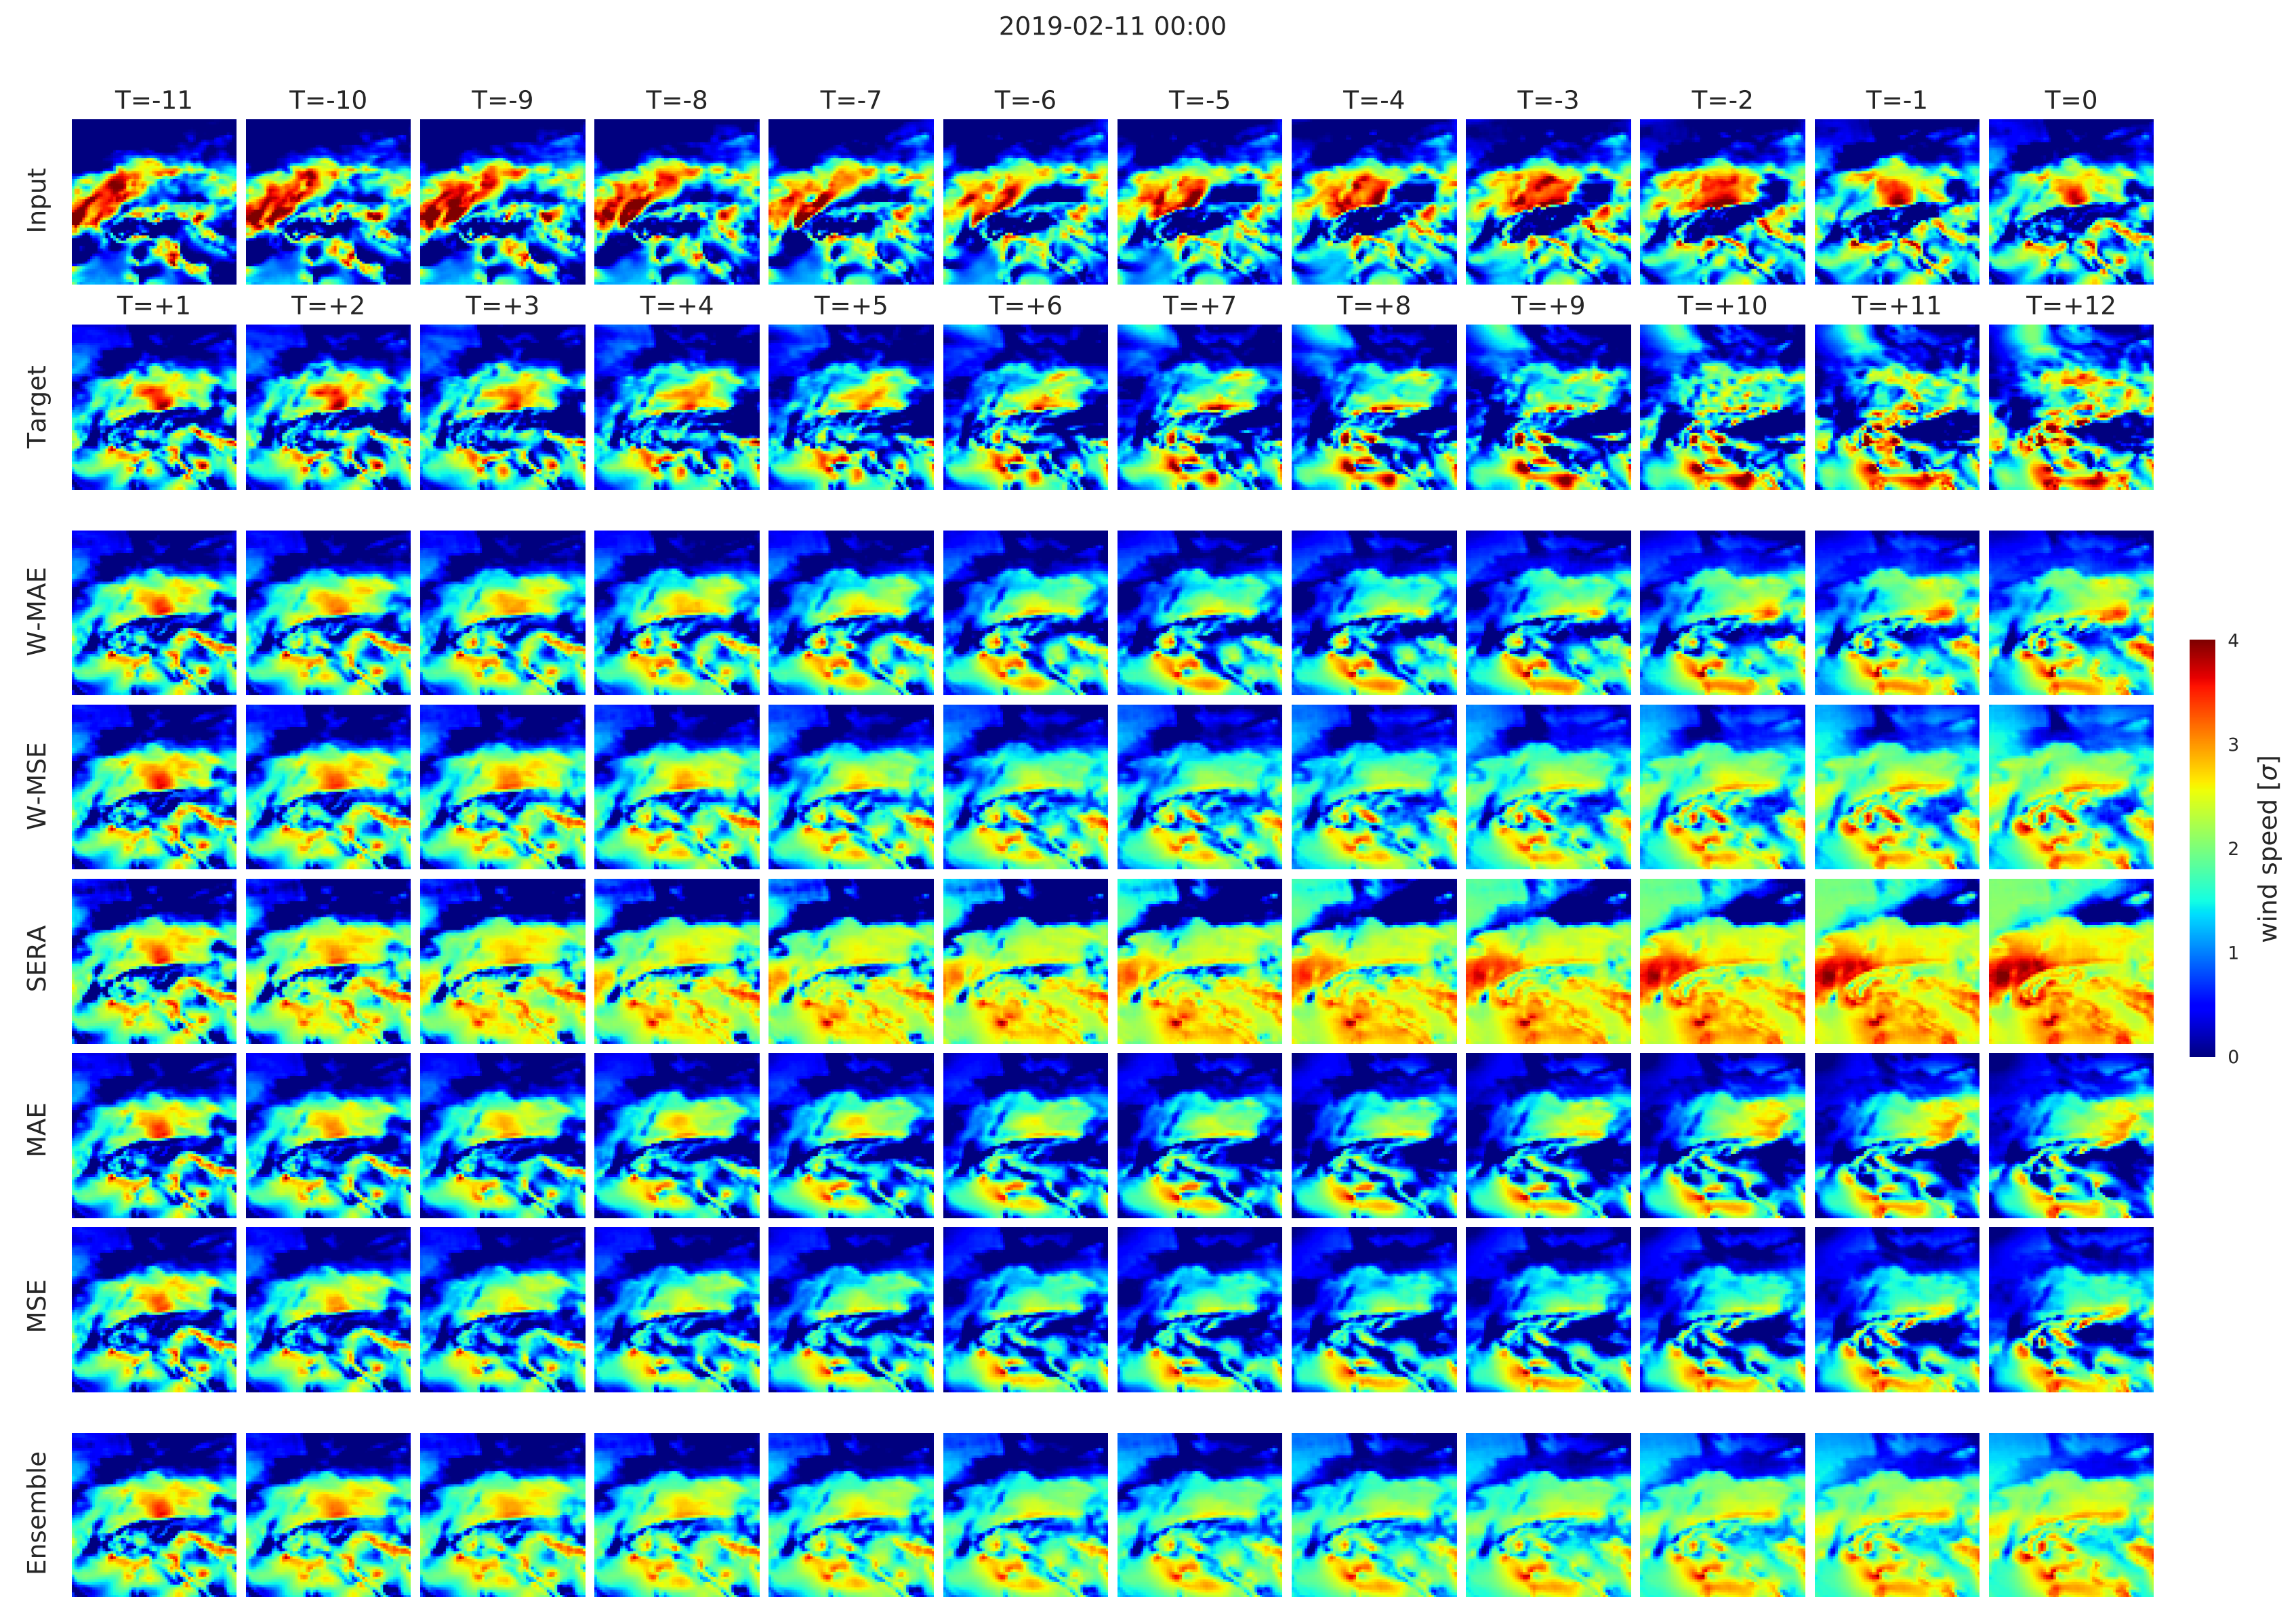 2019-02-11 00:00
T=-11 T=-10 T=-9 T=-8 T=-7 T=-6 T=-5 T=-4 T=-3 T=-2 T=-1 T=0
Input
T=+1 T=+2 T=+3 T=+4 T=+5 T=+6 T=+7 T=+8 T=+9 T=+10 T=+11 T=+12
Target
W-MAE
W-MSE
SERA
MAE
MSE
Ensemble
4
3
2
1
0
wind speed [σ]